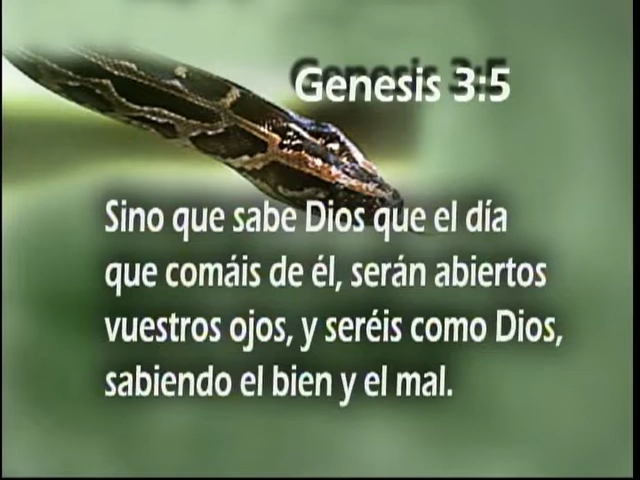 Genesis 3:5
Sino que sabe Dios que el día
que comáis de él, serán abiertos
vuestros ojos, y seréis como Dios,
sabiendo el bien y el mal.